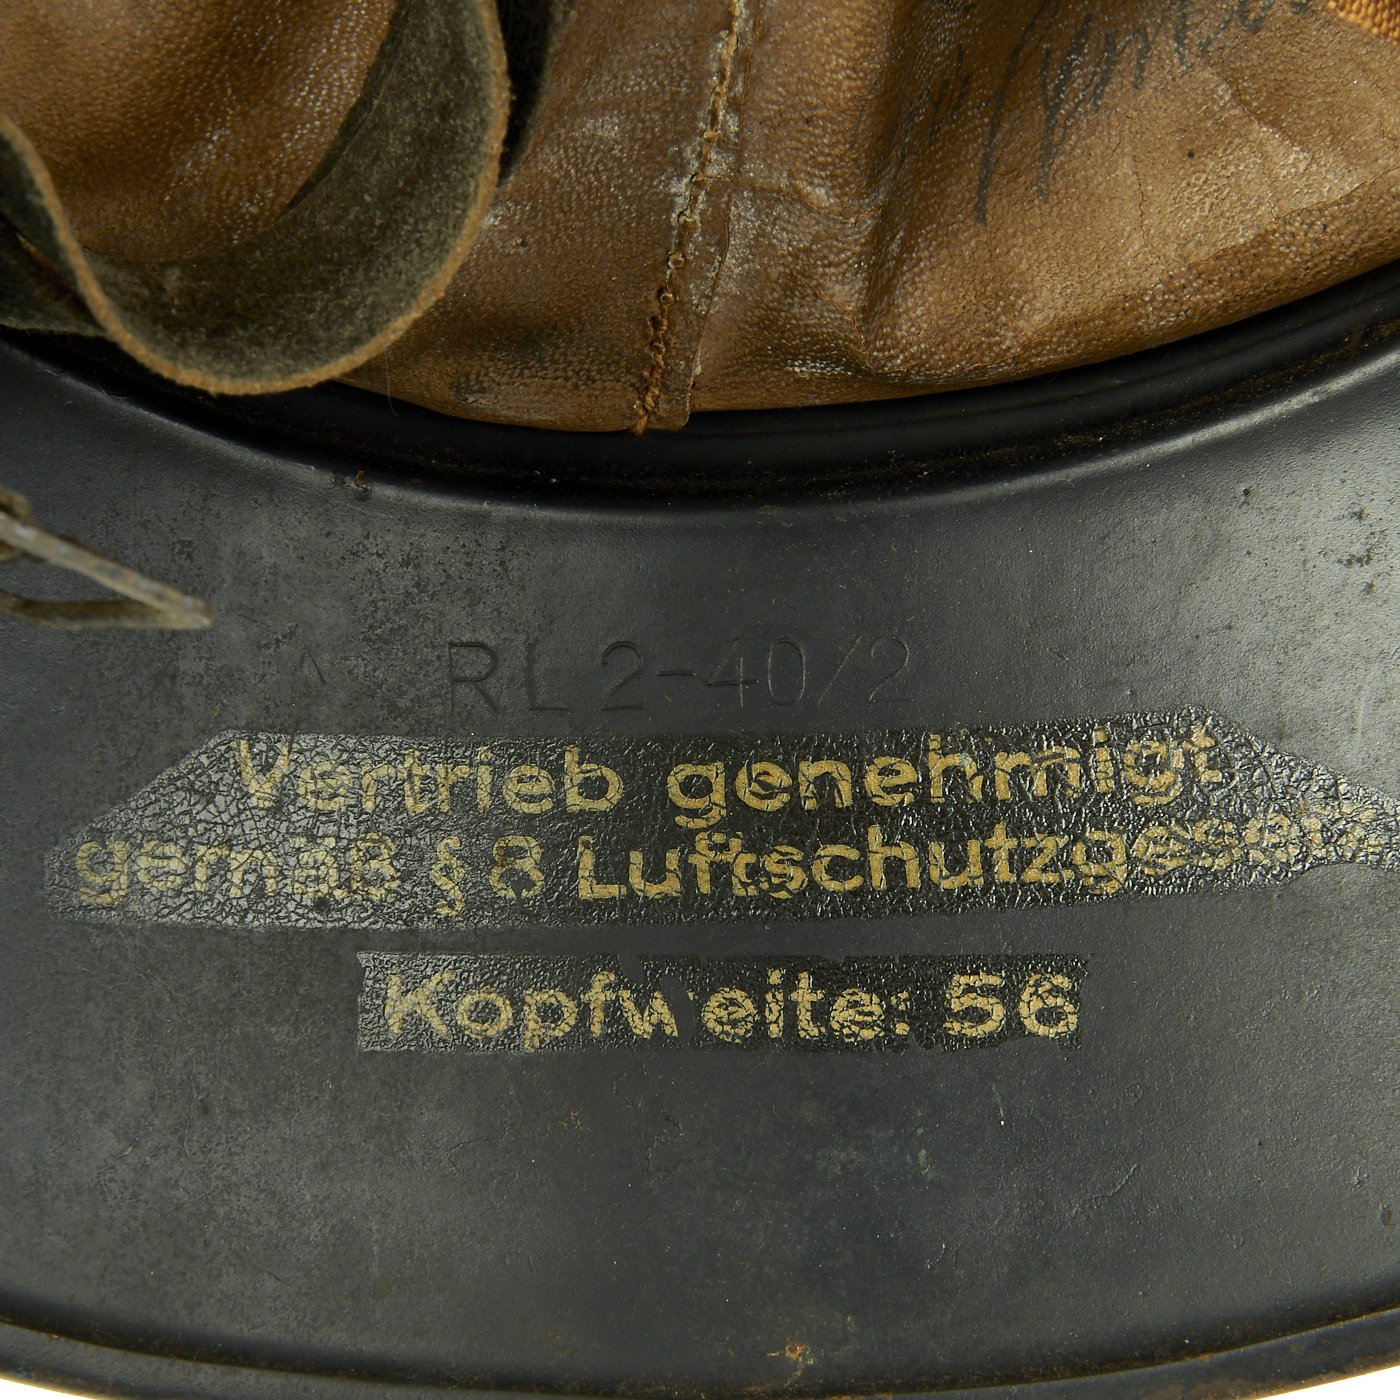 RL 2-40/2
Vertrieb genehmigt
gemäß § 8 Luftschutzgesetz
Kopfweite: 56